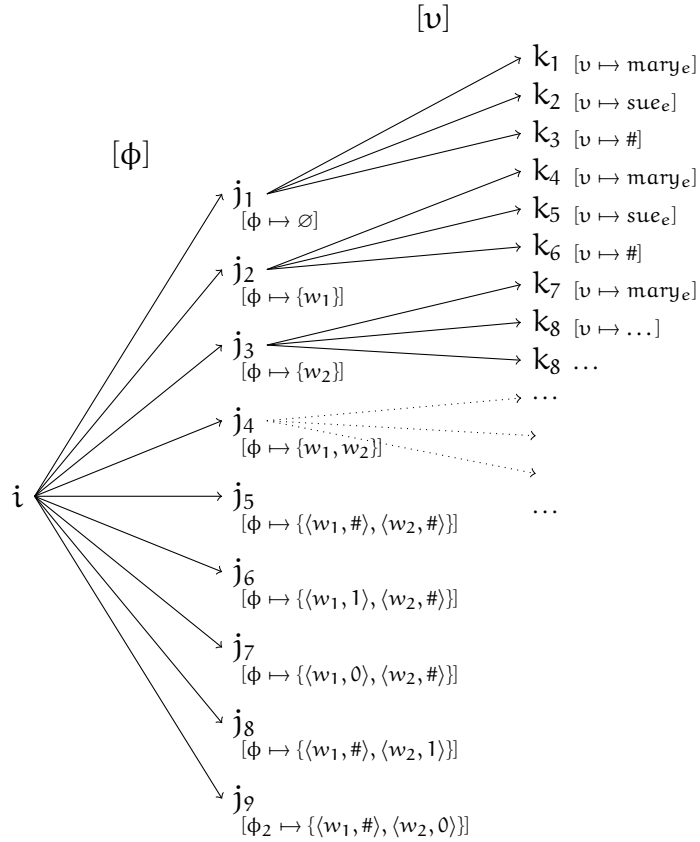 [υ]
k₁ [υ ↦ maryₑ]
k₂ [υ ↦ sueₑ]
k₃ [υ ↦ #]
[ϕ]
k₄ [υ ↦ maryₑ]
j₁
[ϕ ↦ ∅]
k₅ [υ ↦ sueₑ]
k₆ [υ ↦ #]
j₂
[ϕ ↦ {w₁}]
k₇ [υ ↦ maryₑ]
k₈ [υ ↦ …]
j₃
[ϕ ↦ {w₂}]
k₈ …
…
j₄
[ϕ ↦ {w₁, w₂}]
i
j₅
[ϕ ↦ {⟨w₁, #⟩, ⟨w₂, #⟩}]
…
j₆
[ϕ ↦ {⟨w₁, 1⟩, ⟨w₂, #⟩}]
j₇
[ϕ ↦ {⟨w₁, 0⟩, ⟨w₂, #⟩}]
j₈
[ϕ ↦ {⟨w₁, #⟩, ⟨w₂, 1⟩}]
j₉
[ϕ₂ ↦ {⟨w₁, #⟩, ⟨w₂, 0⟩}]